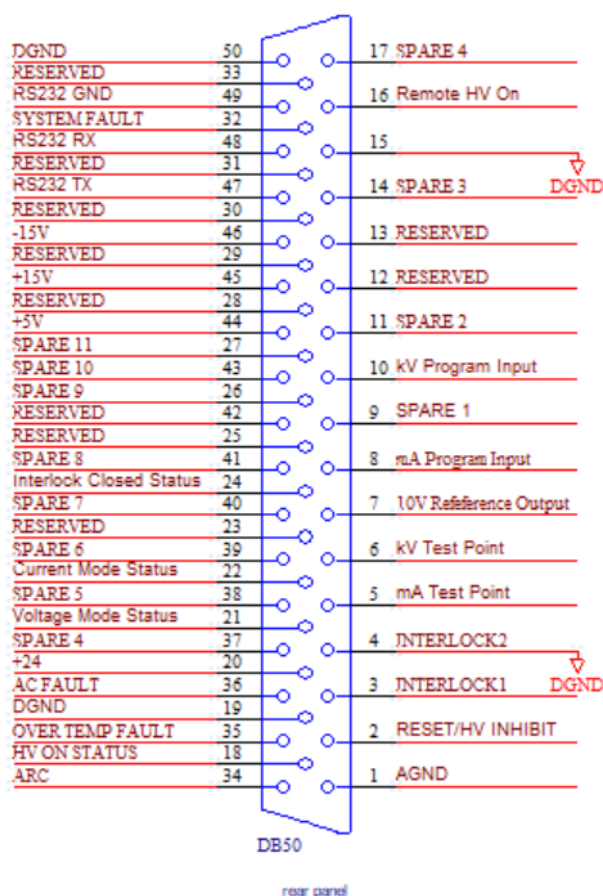 DGND 50 17 SPARE 4
RESERVED 33
RS232 GND 49 16 Remote HV On
SYSTEM FAULT 32
RS232 RX 48 15
RESERVED 31
RS232 TX 47 14 SPARE 3 DGND
RESERVED 30
-15V 46 13 RESERVED
RESERVED 29
+15V 45 12 RESERVED
RESERVED 28
+5V 44 11 SPARE 2
SPARE 11 27
SPARE 10 43 10 kV Program Input
SPARE 9 26
RESERVED 42 9 SPARE 1
RESERVED 25
SPARE 8 41 8 mA Program Input
Interlock Closed Status 24
SPARE 7 40 7 10V Refeference Output
RESERVED 23
SPARE 6 39 6 kV Test Point
Current Mode Status 22
SPARE 5 38 5 mA Test Point
Voltage Mode Status 21
SPARE 4 37 4 INTERLOCK2
+24 20
AC FAULT 36 3 INTERLOCK1 DGND
DGND 19
OVER TEMP FAULT 35 2 RESET/HV INHIBIT
HV ON STATUS 18
ARC 34 1 AGND
DB50
rear panel